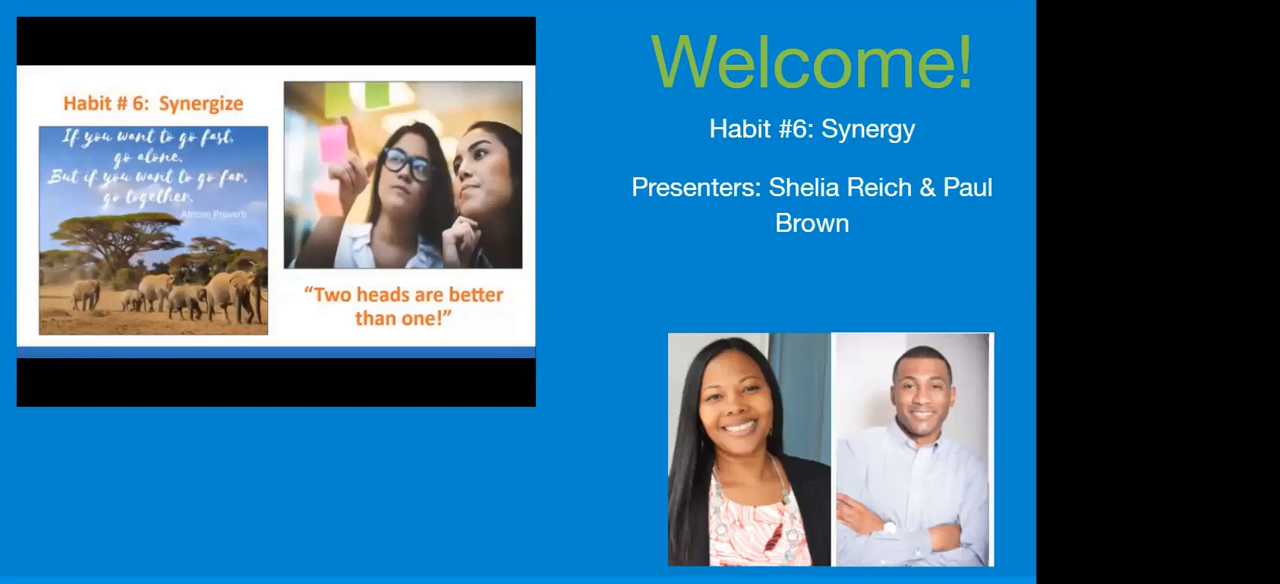 Habit # 6:  Synergize
If you want to go fast,
go alone.
But if you want to go far,
go together.
African Proverb
“Two heads are better
than one!”
Welcome!
Habit #6: Synergy
Presenters: Shelia Reich & Paul
Brown